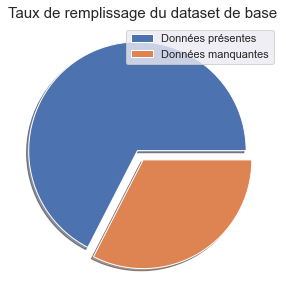 Taux de remplissage du dataset de base
Données présentes
Données manquantes